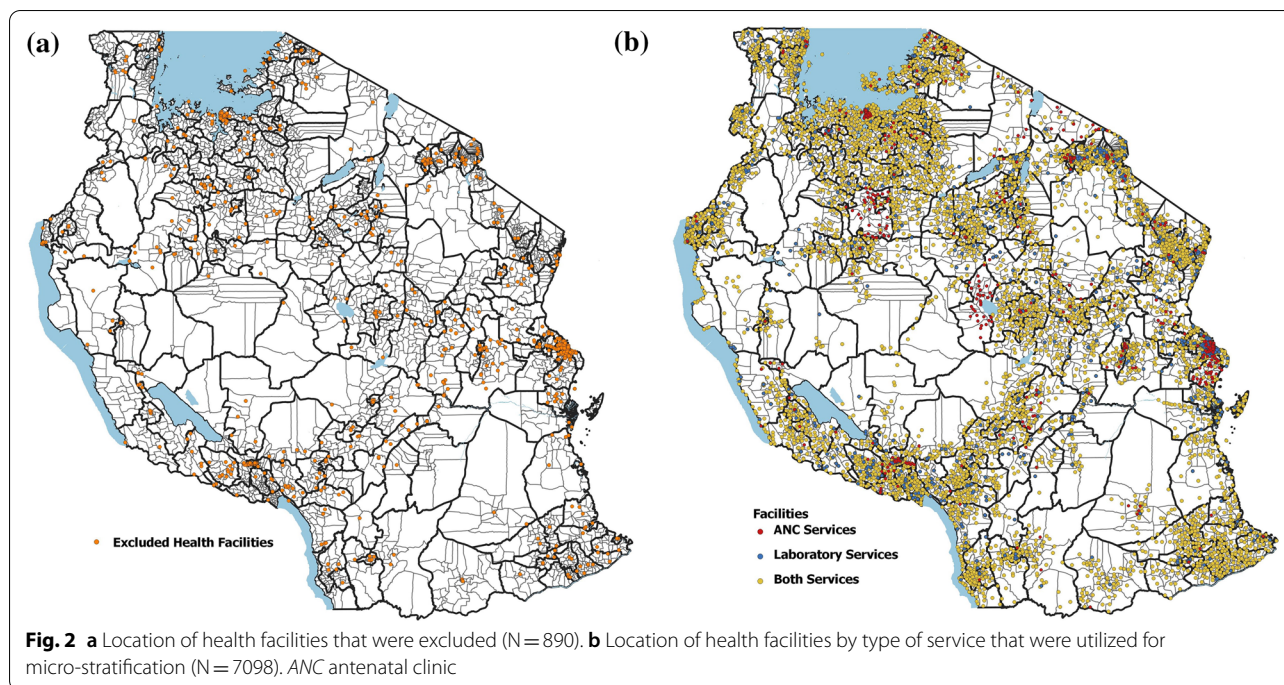 (a)
(b)
Excluded Health Facilities
Facilities
ANC Services
Laboratory Services
Both Services
Fig. 2 a Location of health facilities that were excluded (N = 890). b Location of health facilities by type of service that were utilized for
micro-stratification (N = 7098). ANC antenatal clinic